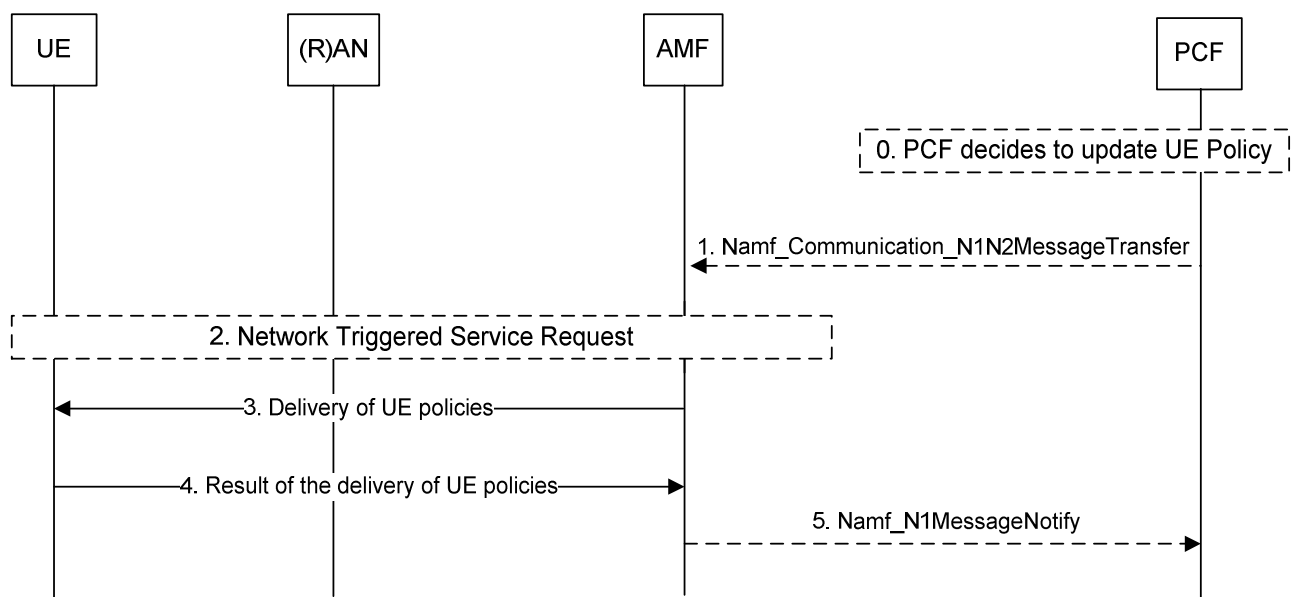 UE
(R)AN
AMF
PCF
0. PCF decides to update UE Policy
1. Namf_Communication_N1N2MessageTransfer
2. Network Triggered Service Request
3. Delivery of UE policies
4. Result of the delivery of UE policies
5. Namf_N1MessageNotify